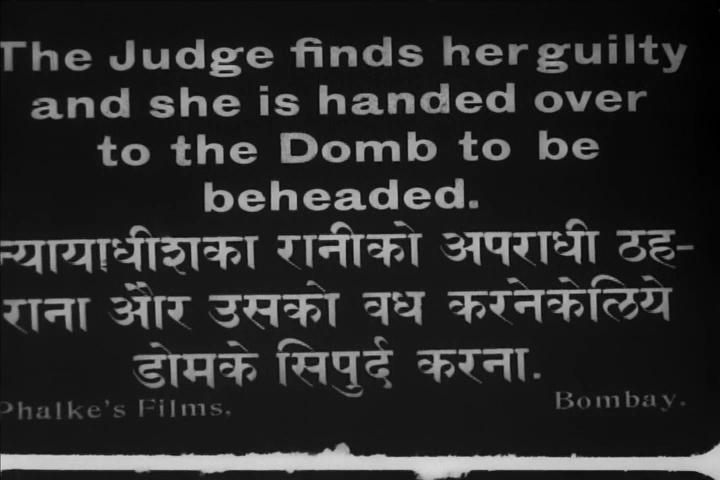 The Judge finds her guilty
and she is handed over
to the Domb to be
beheaded.
न्यायाधीशका रानीको अपराधी ठह-
राना और उसको वध करनेकेलिये
डोमके सिपुर्द करना.
Phalke's Films,
Bombay.